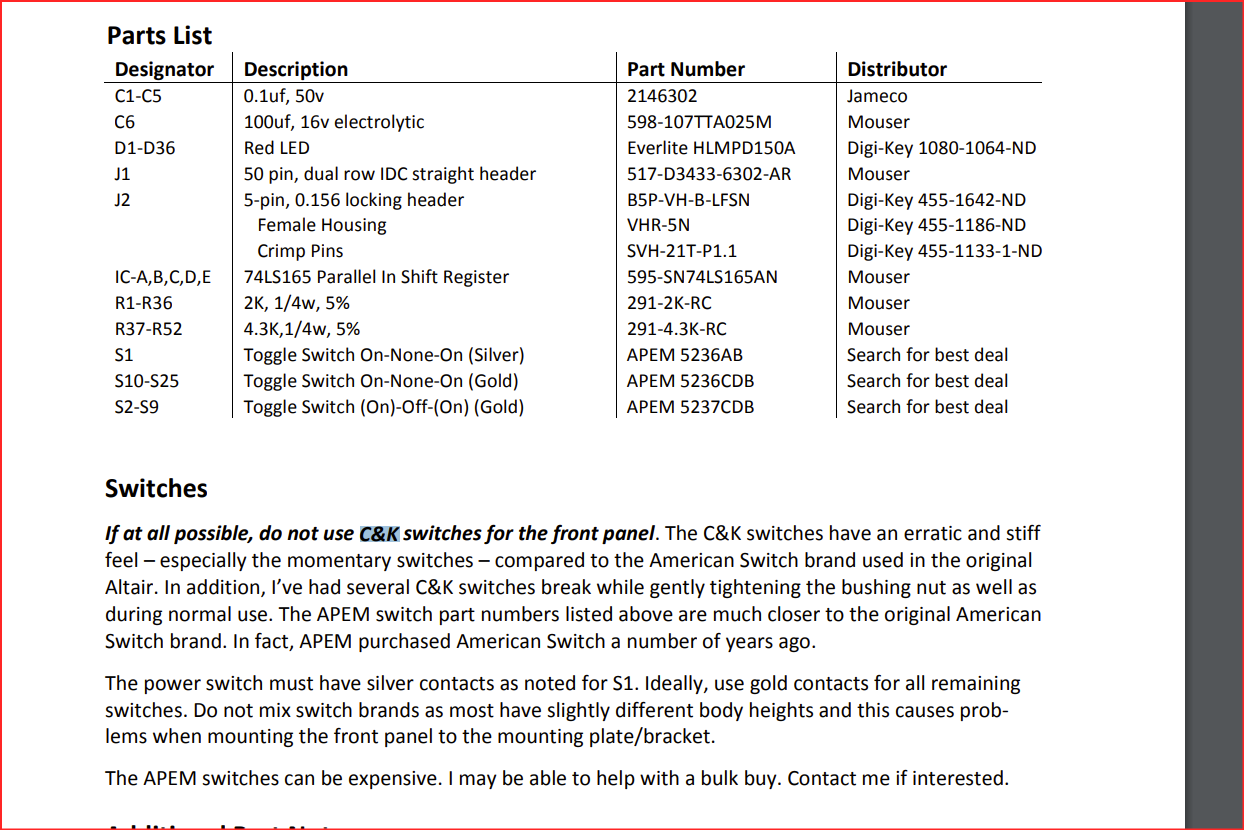 Parts List
Designator Description Part Number Distributor
C1-C5 0.1uf, 50v 2146302 Jameco
C6 100uf, 16v electrolytic 598-107TTA025M Mouser
D1-D36 Red LED Everlite HLMPD150A Digi-Key 1080-1064-ND
J1 50 pin, dual row IDC straight header 517-D3433-6302-AR Mouser
J2 5-pin, 0.156 locking header B5P-VH-B-LFSN Digi-Key 455-1642-ND
Female Housing VHR-5N Digi-Key 455-1186-ND
Crimp Pins SVH-21T-P1.1 Digi-Key 455-1133-1-ND
IC-A,B,C,D,E 74LS165 Parallel In Shift Register 595-SN74LS165AN Mouser
R1-R36 2K, 1/4w, 5% 291-2K-RC Mouser
R37-R52 4.3K,1/4w, 5% 291-4.3K-RC Mouser
S1 Toggle Switch On-None-On (Silver) APEM 5236AB Search for best deal
S10-S25 Toggle Switch On-None-On (Gold) APEM 5236CDB Search for best deal
S2-S9 Toggle Switch (On)-Off-(On) (Gold) APEM 5237CDB Search for best deal
Switches
If at all possible, do not use C&K switches for the front panel. The C&K switches have an erratic and stiff
feel – especially the momentary switches – compared to the American Switch brand used in the original
Altair. In addition, I’ve had several C&K switches break while gently tightening the bushing nut as well as
during normal use. The APEM switch part numbers listed above are much closer to the original American
Switch brand. In fact, APEM purchased American Switch a number of years ago.
The power switch must have silver contacts as noted for S1. Ideally, use gold contacts for all remaining
switches. Do not mix switch brands as most have slightly different body heights and this causes prob-
lems when mounting the front panel to the mounting plate/bracket.
The APEM switches can be expensive. I may be able to help with a bulk buy. Contact me if interested.